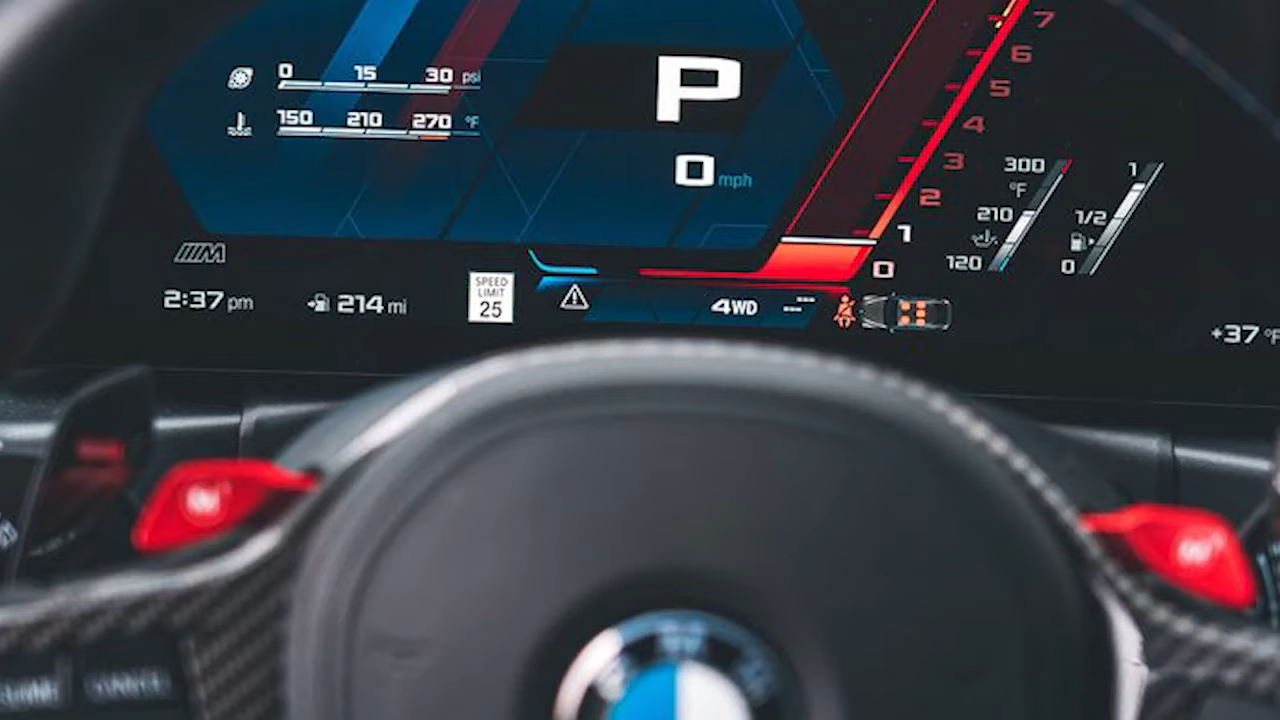 7
6
0 15 30 psi
P
5
150 210 270 °F
4
3
300
1
0 mph
°F
2
210
1/2
1
M
120
0
0
SPEED
LIMIT
25
2:37 pm
214 mi
4WD
--- ---
+37 °F
CANCEL